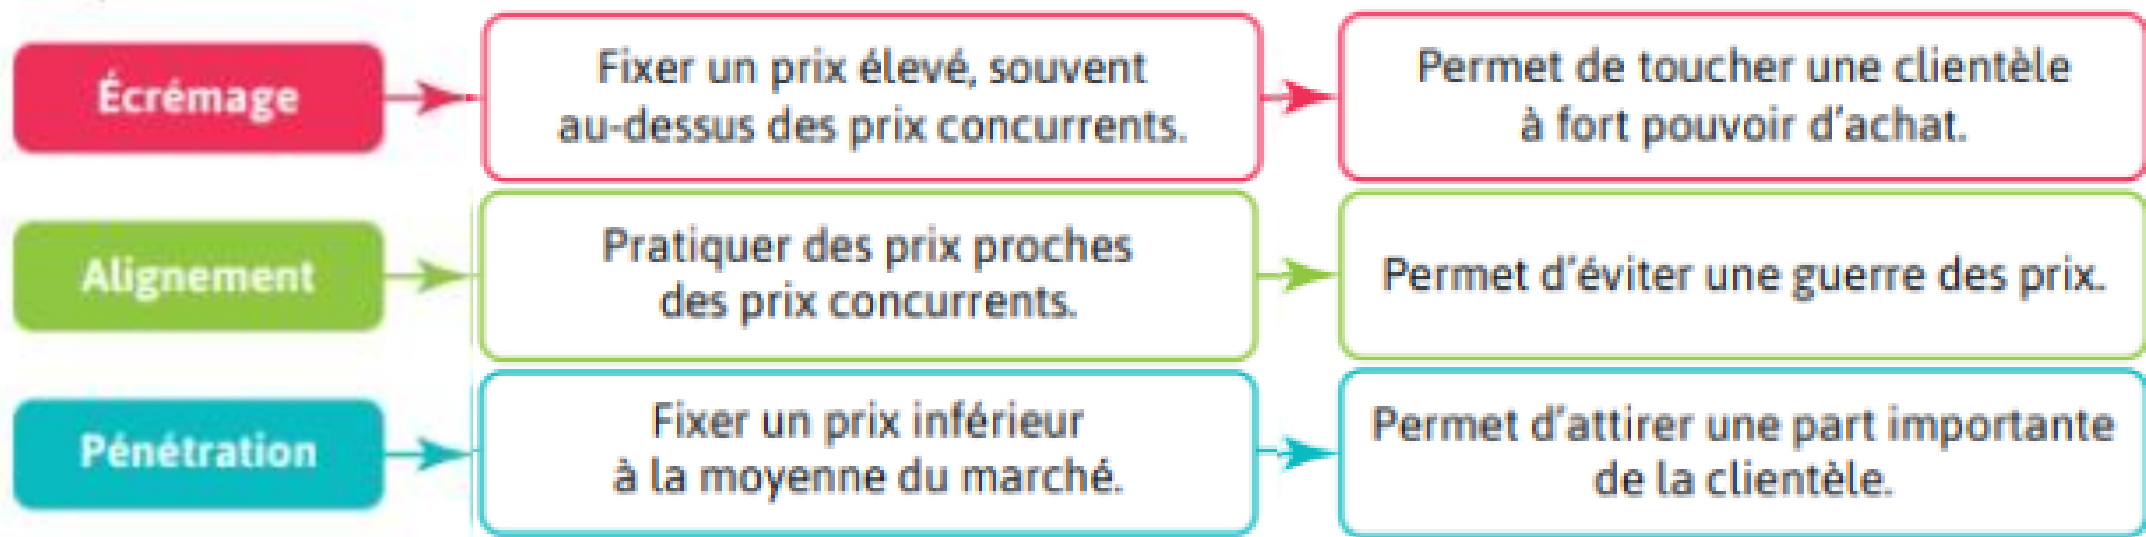 Écrémage
Fixer un prix élevé, souvent
au-dessus des prix concurrents.
Permet de toucher une clientèle
à fort pouvoir d'achat.
Alignement
Pratiquer des prix proches
des prix concurrents.
Permet d'éviter une guerre des prix.
Pénétration
Fixer un prix inférieur
à la moyenne du marché.
Permet d'attirer une part importante
de la clientèle.